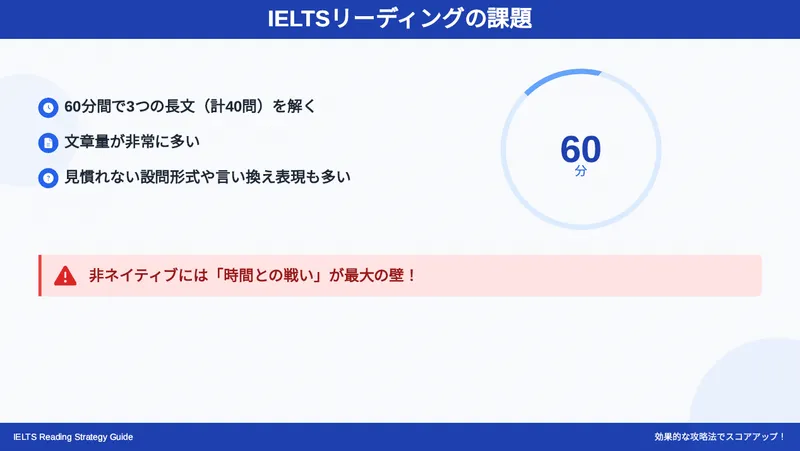 IELTSリーディングの課題
60分間で3つの長文（計40問）を解く
文章量が非常に多い
見慣れない設問形式や言い換え表現も多い
60
分
非ネイティブには「時間との戦い」が最大の壁！
IELTS Reading Strategy Guide
効果的な攻略法でスコアアップ！